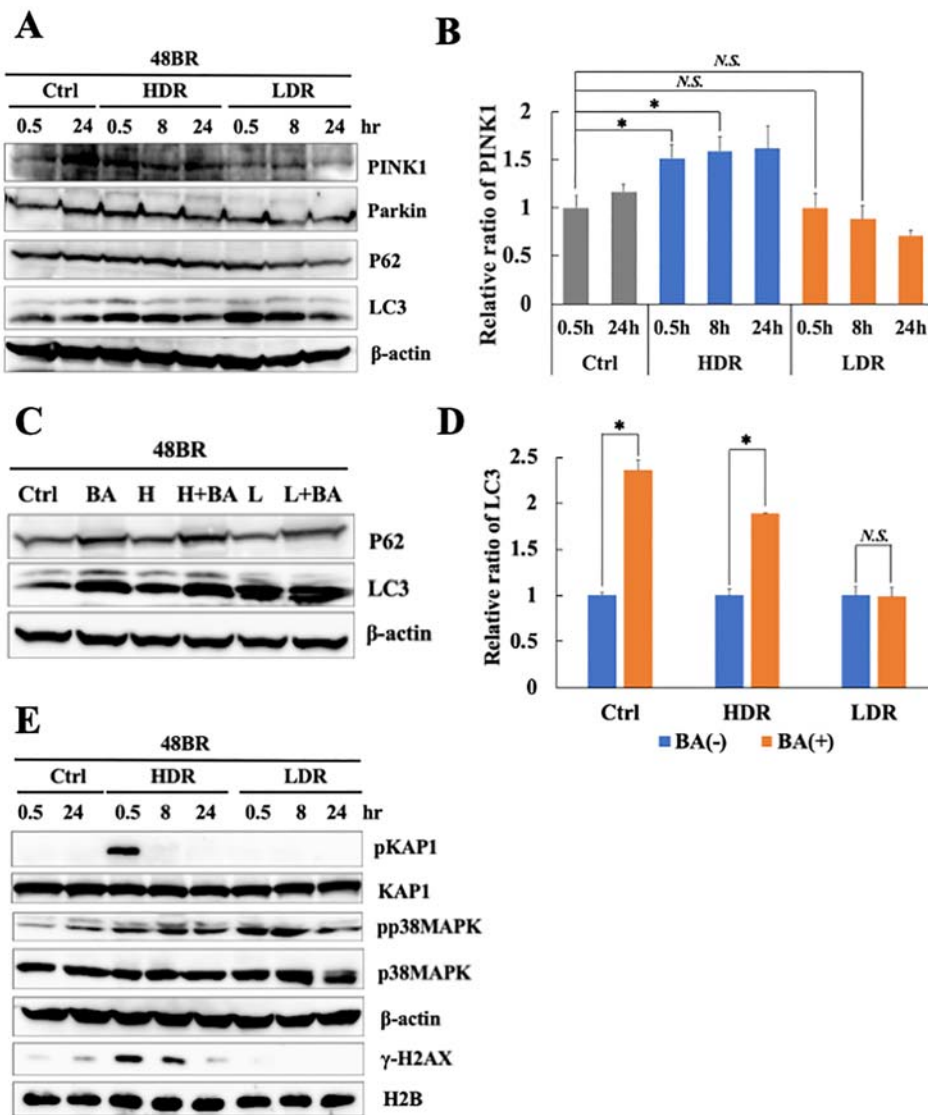 A
48BR
Ctrl HDR LDR
0.5 24 0.5 8 24 0.5 8 24 hr
PINK1
Parkin
P62
LC3
β-actin
B
Relative ratio of PINK1
2
1.5
1
0.5
0
N.S.
N.S.
*
*
0.5h 24h 0.5h 8h 24h 0.5h 8h 24h
Ctrl HDR LDR
C
48BR
Ctrl BA H H+BA L L+BA
P62
LC3
β-actin
D
Relative ratio of LC3
2.5
2
1.5
1
0.5
0
*
*
N.S.
Ctrl HDR LDR
BA(-) BA(+)
E
48BR
Ctrl HDR LDR
0.5 24 0.5 8 24 0.5 8 24 hr
pKAP1
KAP1
pp38MAPK
p38MAPK
β-actin
γ-H2AX
H2B